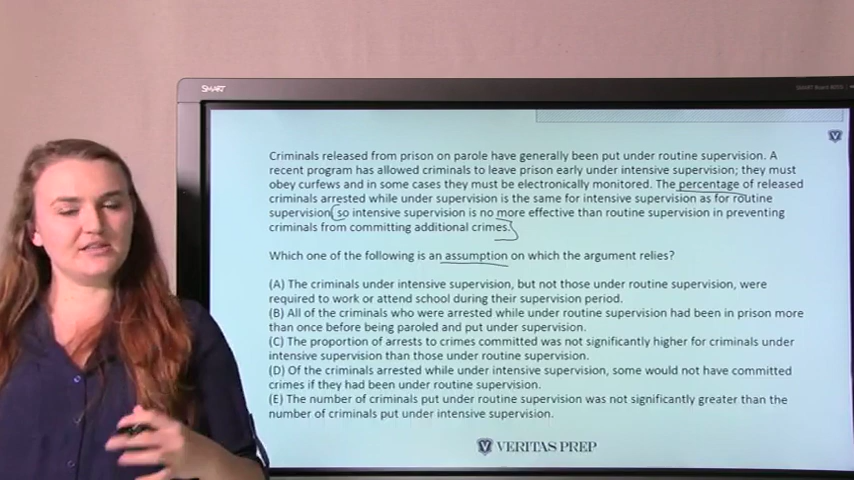 SMART
Criminals released from prison on parole have generally been put under routine supervision. A
recent program has allowed criminals to leave prison early under intensive supervision; they must
obey curfews and in some cases they must be electronically monitored. The percentage of released
criminals arrested while under supervision is the same for intensive supervision as for routine
supervision, so intensive supervision is no more effective than routine supervision in preventing
criminals from committing additional crimes.
Which one of the following is an assumption on which the argument relies?
(A) The criminals under intensive supervision, but not those under routine supervision, were
required to work or attend school during their supervision period.
(B) All of the criminals who were arrested while under routine supervision had been in prison more
than once before being paroled and put under supervision.
(C) The proportion of arrests to crimes committed was not significantly higher for criminals under
intensive supervision than those under routine supervision.
(D) Of the criminals arrested while under intensive supervision, some would not have committed
crimes if they had been under routine supervision.
(E) The number of criminals put under routine supervision was not significantly greater than the
number of criminals put under intensive supervision.
V VERITAS PREP